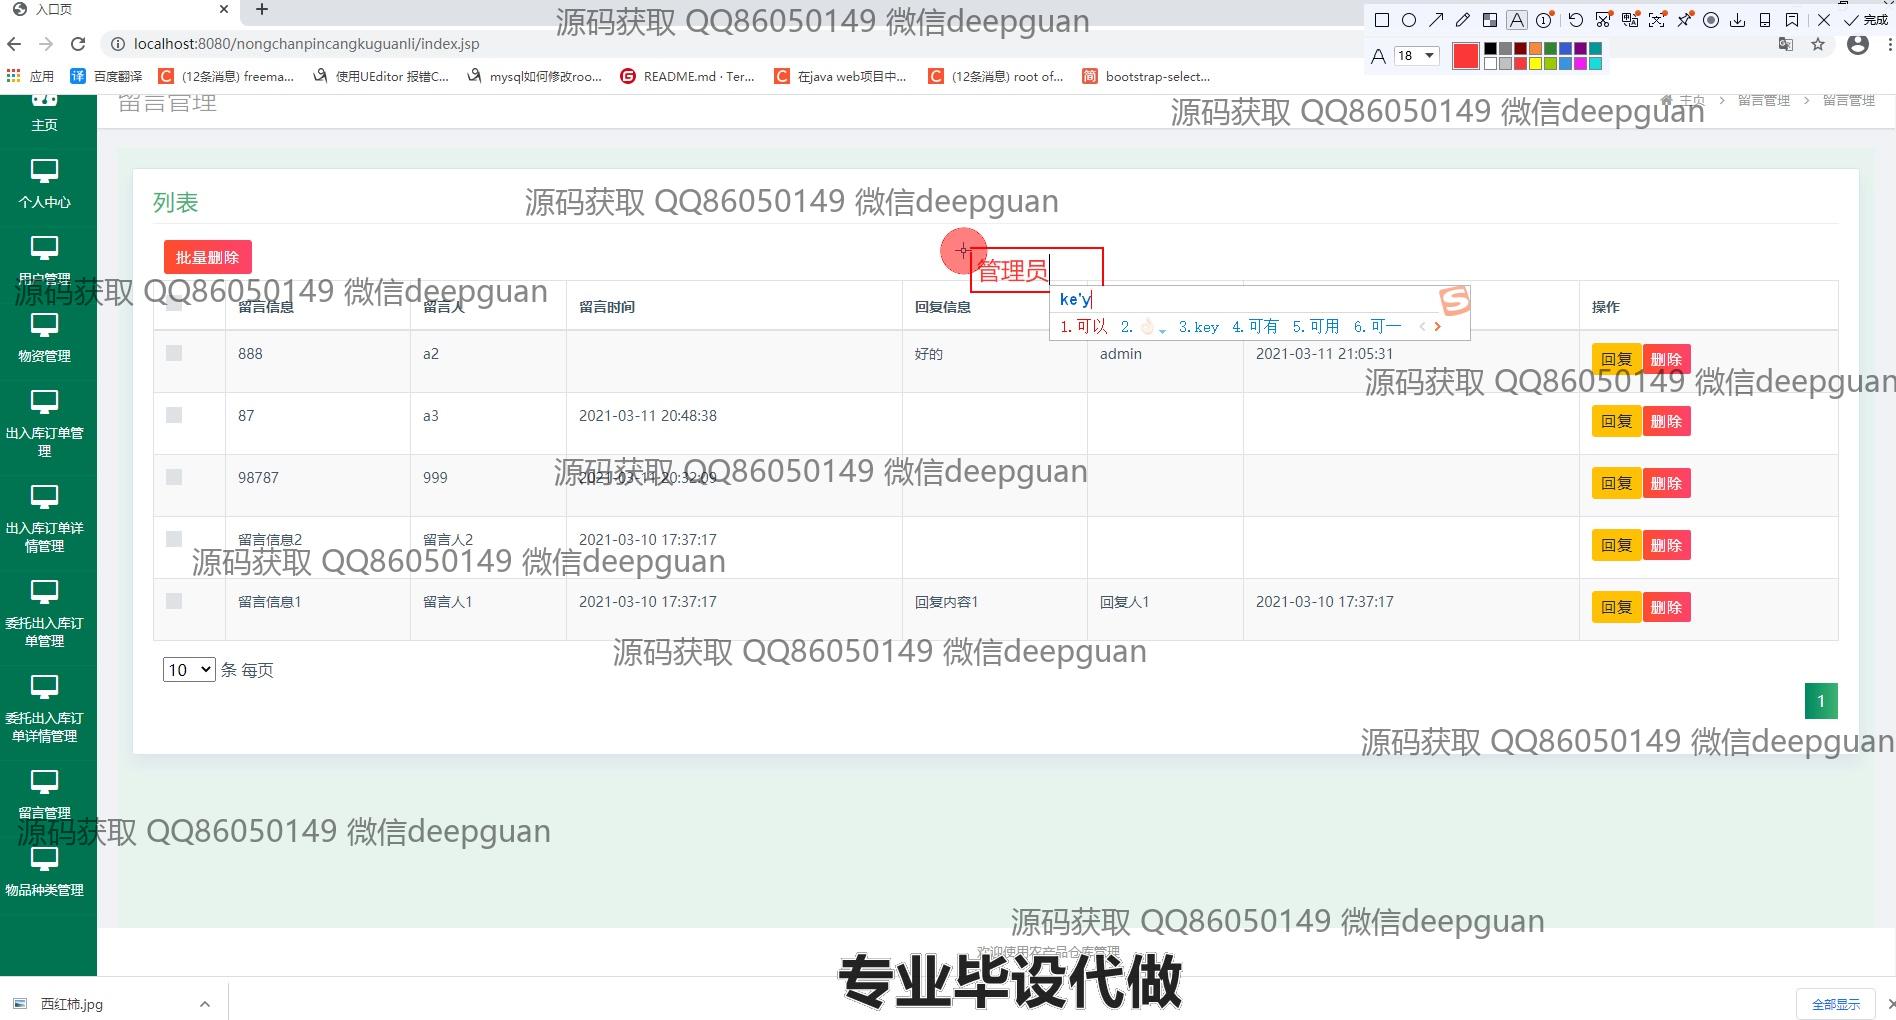 入口页
源码获取 QQ86050149 微信deepguan
完成
localhost:8080/nongchanpincangkuguanli/index.jsp
18
应用 百度翻译 (12条消息) freema... 使用UEditor 报错C... mysql如何修改roo... README.md · Ter... 在java web项目中... (12条消息) root of... bootstrap-select...
留言管理
主页 > 留言管理 > 留言管理
源码获取 QQ86050149 微信deepguan
主页
个人中心
用户管理
物资管理
出入库订单管理
出入库订单详情管理
委托出入库订单管理
委托出入库订单详情管理
留言管理
物品种类管理
列表
源码获取 QQ86050149 微信deepguan
批量删除
管理员
源码获取 QQ86050149 微信deepguan
ke'y
1.可以 2. 3.key 4.可有 5.可用 6.可一
留言信息 留言人 留言时间 回复信息 操作
888 a2 好的 admin 2021-03-11 21:05:31 回复 删除
源码获取 QQ86050149 微信deepguan
87 a3 2021-03-11 20:48:38 回复 删除
98787 999 2021-03-11 20:32:09 回复 删除
源码获取 QQ86050149 微信deepguan
留言信息2 留言人2 2021-03-10 17:37:17 回复 删除
源码获取 QQ86050149 微信deepguan
留言信息1 留言人1 2021-03-10 17:37:17 回复内容1 回复人1 2021-03-10 17:37:17 回复 删除
源码获取 QQ86050149 微信deepguan
10 条 每页
1
源码获取 QQ86050149 微信deepguan
源码获取 QQ86050149 微信deepguan
源码获取 QQ86050149 微信deepguan
欢迎使用农产品仓库管理
专业毕设代做
西红柿.jpg
全部显示